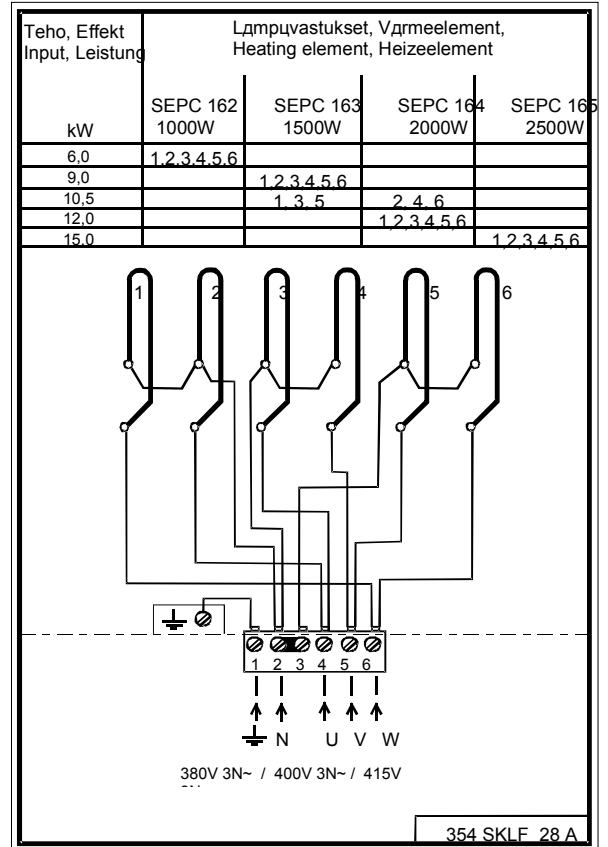 Teho, Effekt
Input, Leistung
Lдmpцvastukset, Vдrmeelement,
Heating element, Heizeelement
kW
SEPC 162 SEPC 163 SEPC 164 SEPC 165
1000W 1500W 2000W 2500W
6,0 1,2,3,4,5,6
9,0 1,2,3,4,5,6
10,5 1, 3, 5 2, 4, 6
12,0 1,2,3,4,5,6
15.0 1,2,3,4,5,6
1 2 3 4 5 6
1 2 3 4 5 6
N U V W
380V 3N~ / 400V 3N~ / 415V
354 SKLF 28 A